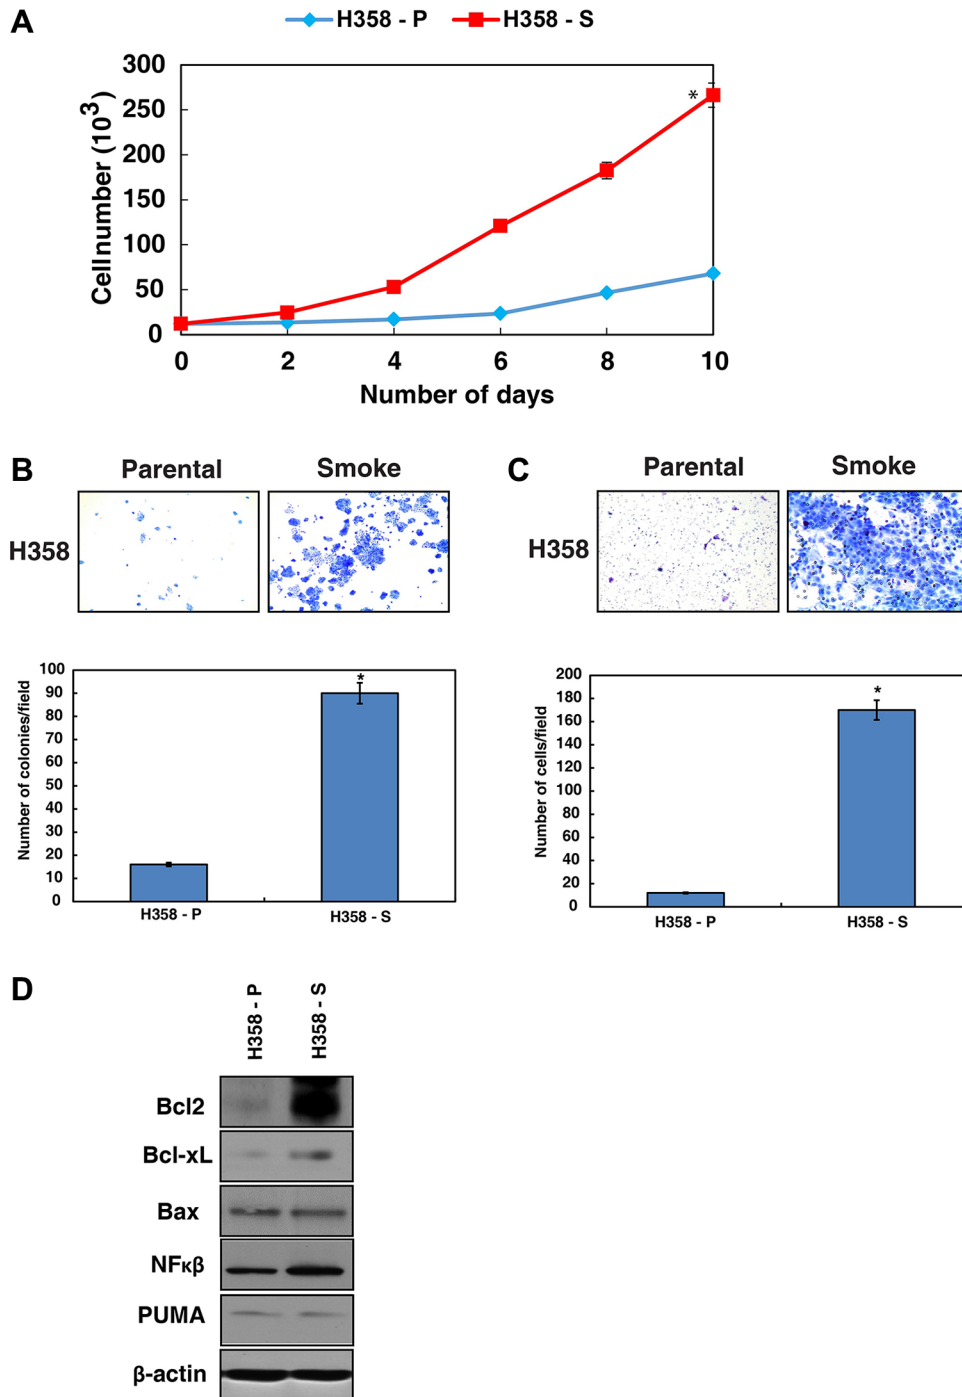 A
H358 - P H358 - S
300
250
200
150
100
50
0
Cell number (10³)
*
0 2 4 6 8 10
Number of days
B
Parental Smoke
H358
100
90
80
70
60
50
40
30
20
10
0
Number of colonies/field
*
H358 - P H358 - S
C
Parental Smoke
H358
200
180
160
140
120
100
80
60
40
20
0
Number of cells/field
*
H358 - P H358 - S
D
H358 - P
H358 - S
Bcl2
Bcl-xL
Bax
NFκβ
PUMA
β-actin